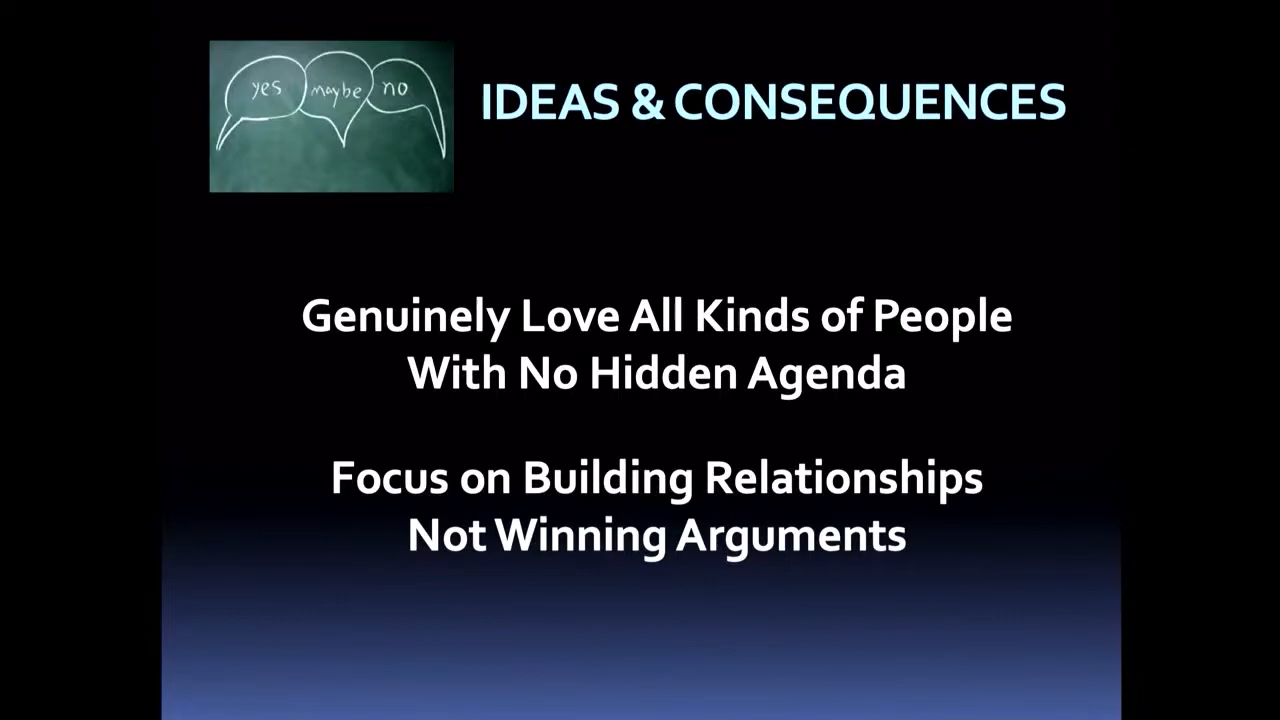 yes maybe no
IDEAS & CONSEQUENCES
Genuinely Love All Kinds of People
With No Hidden Agenda
Focus on Building Relationships
Not Winning Arguments